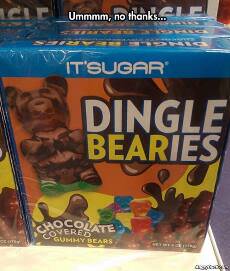 Ummmm, no thanks...
DINGLE
BEARIES
IT'SUGAR
DINGLE
BEARIES
CHOCOLATE
COVERED
GUMMY BEARS